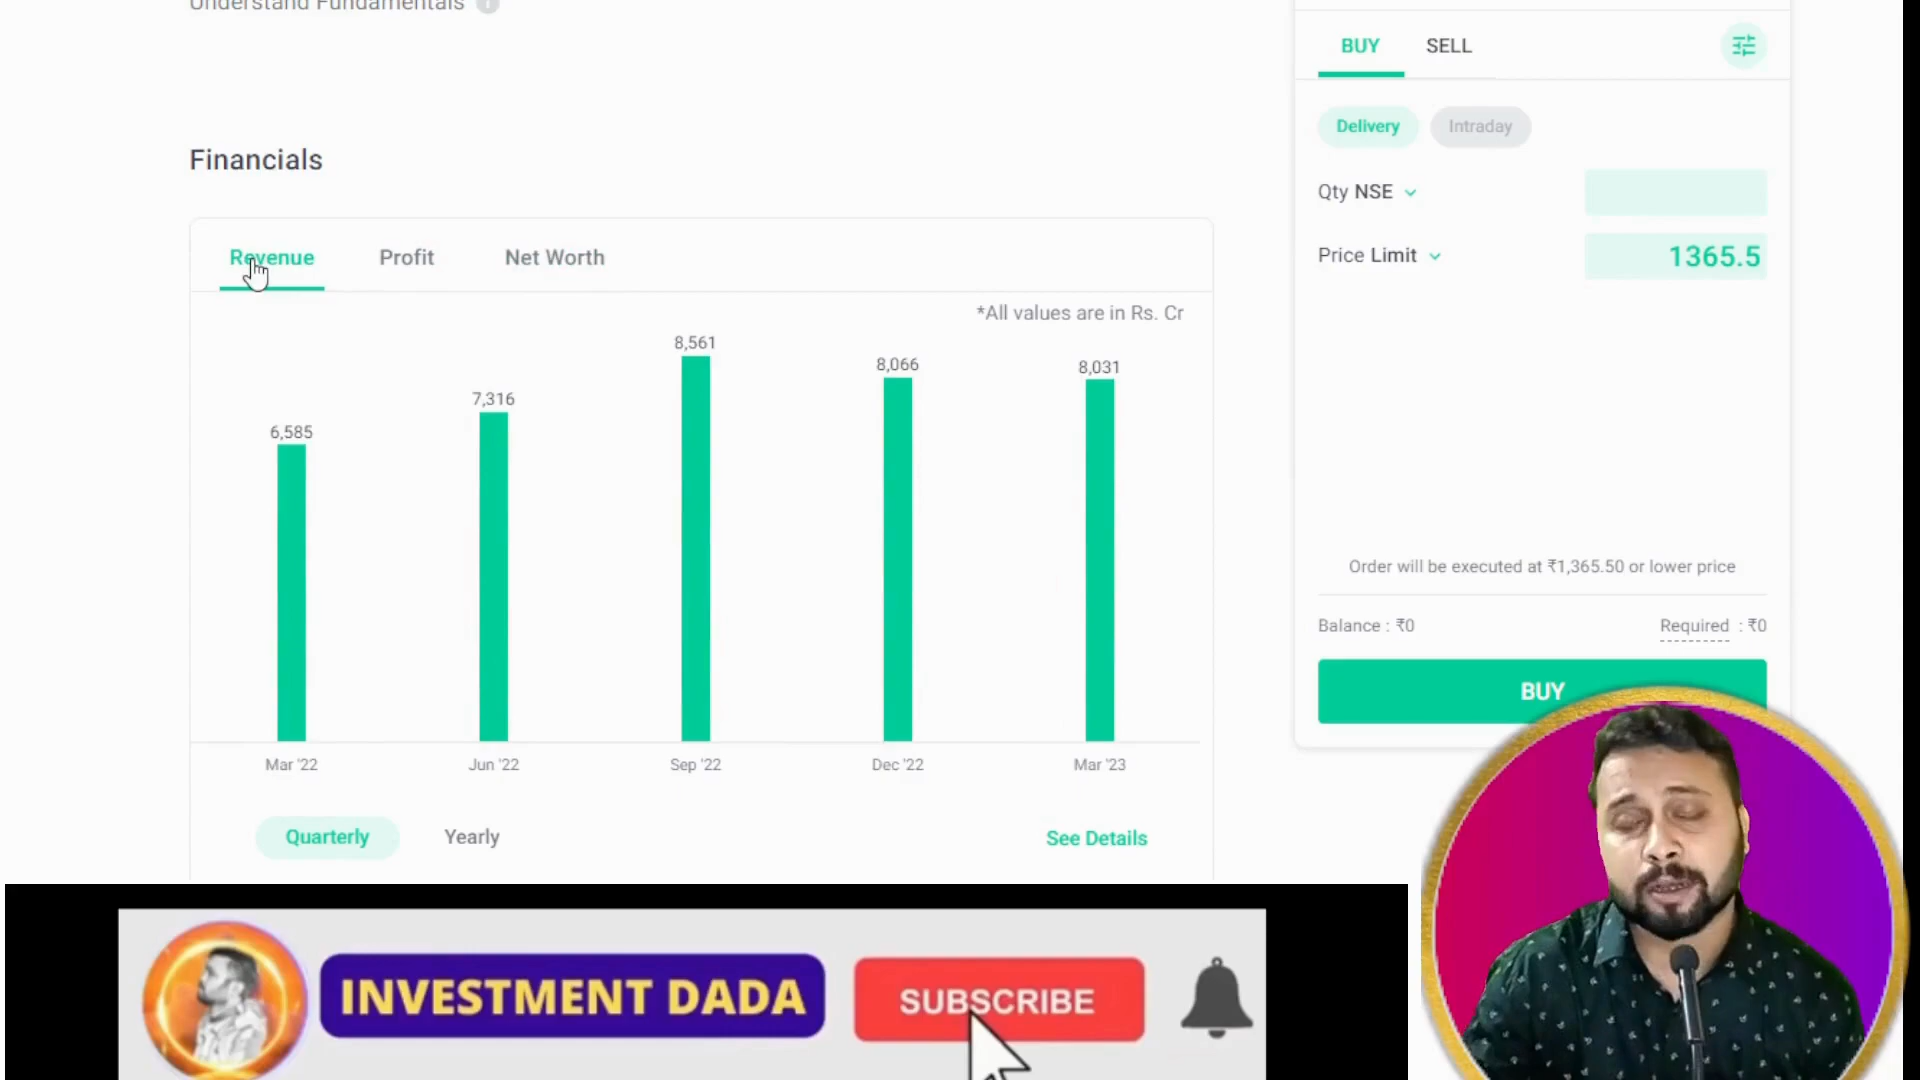 Understand Fundamentals
Financials
Revenue Profit Net Worth
*All values are in Rs. Cr
6,585
7,316
8,561
8,066
8,031
Mar '22 Jun '22 Sep '22 Dec '22 Mar '23
Quarterly Yearly See Details
BUY SELL
Delivery Intraday
Qty NSE
Price Limit 1365.5
Order will be executed at ₹1,365.50 or lower price
Balance : ₹0 Required : ₹0
BUY
INVESTMENT DADA SUBSCRIBE